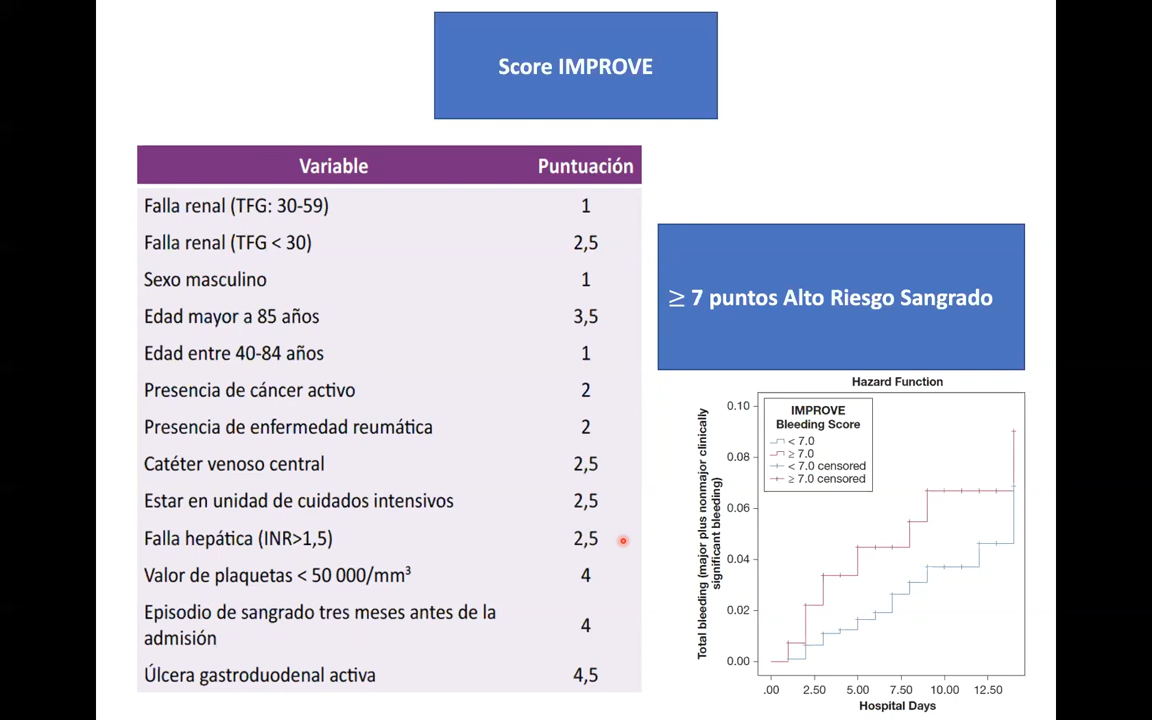 Score IMPROVE
Variable Puntuación
Falla renal (TFG: 30-59) 1
Falla renal (TFG < 30) 2,5
Sexo masculino 1
Edad mayor a 85 años 3,5
Edad entre 40-84 años 1
Presencia de cáncer activo 2
Presencia de enfermedad reumática 2
Catéter venoso central 2,5
Estar en unidad de cuidados intensivos 2,5
Falla hepática (INR>1,5) 2,5
Valor de plaquetas < 50 000/mm³ 4
Episodio de sangrado tres meses antes de la
admisión 4
Úlcera gastroduodenal activa 4,5
≥ 7 puntos Alto Riesgo Sangrado
Hazard Function
Total bleeding (major plus nonmajor clinically
significant bleeding)
0.10
0.08
0.06
0.04
0.02
0.00
IMPROVE
Bleeding Score
< 7.0
≥ 7.0
< 7.0 censored
≥ 7.0 censored
.00 2.50 5.00 7.50 10.00 12.50
Hospital Days